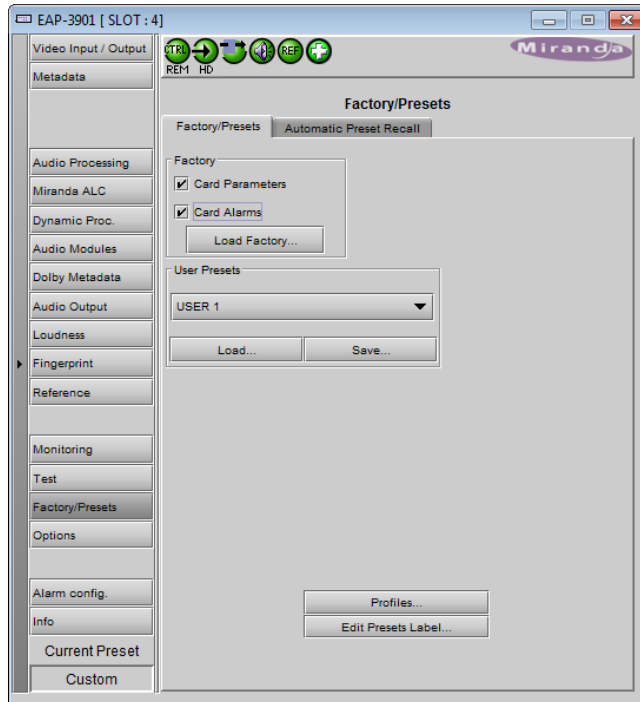 EAP-3901 [ SLOT : 4]
Video Input / Output
Metadata
Audio Processing
Miranda ALC
Dynamic Proc.
Audio Modules
Dolby Metadata
Audio Output
Loudness
Fingerprint
Reference
Monitoring
Test
Factory/Presets
Options
Alarm config.
Info
Current Preset
Custom
CTRL
REF
REM HD
Miranda
Factory/Presets
Factory/Presets
Automatic Preset Recall
Factory
Card Parameters
Card Alarms
Load Factory...
User Presets
USER 1
Load...
Save...
Profiles...
Edit Presets Label...